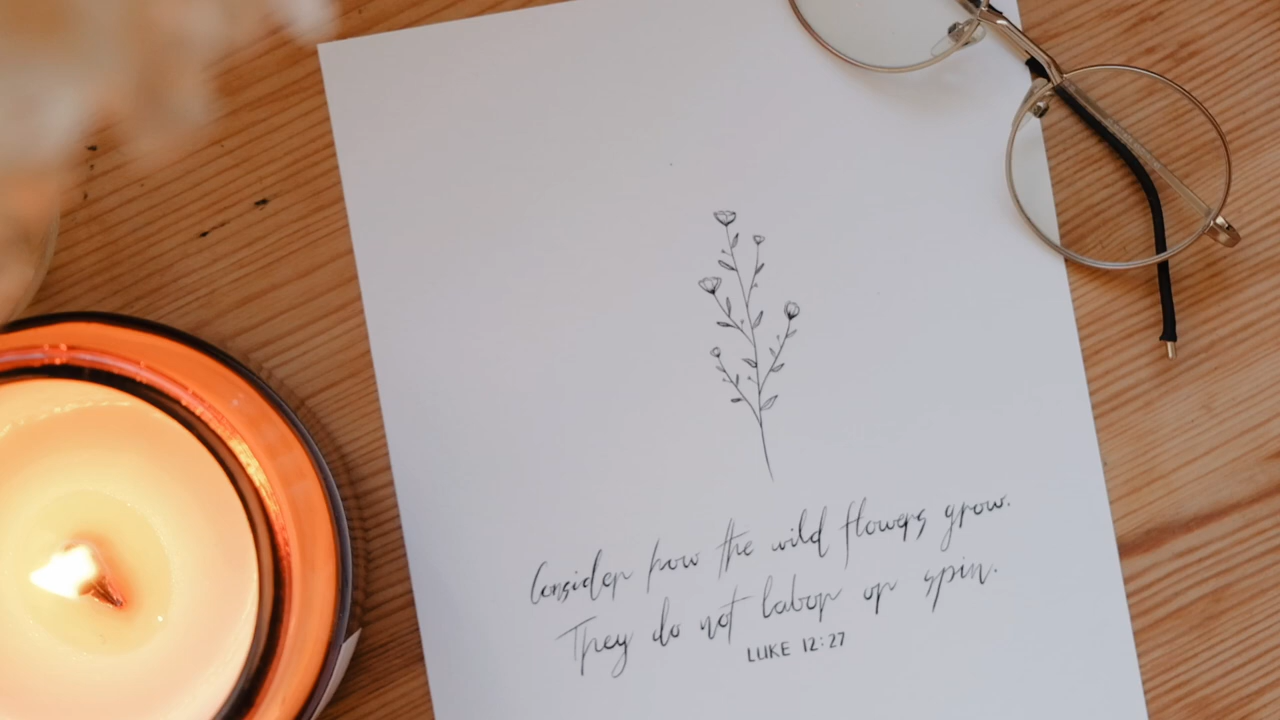 Consider how the wild flowers grow.
They do not labor or spin.
LUKE 12:27